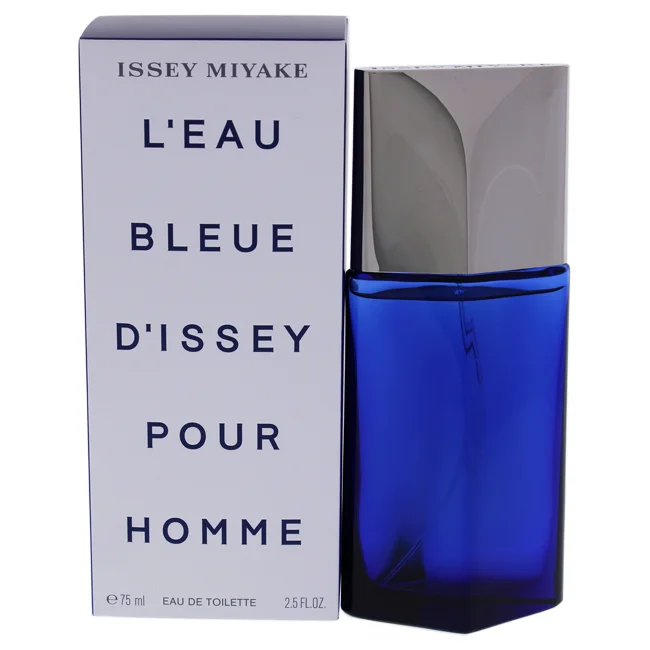 ISSEY MIYAKE
L'EAU
BLEUE
D'ISSEY
POUR
HOMME
℮ 75 ml EAU DE TOILETTE 2.5 FL.OZ.